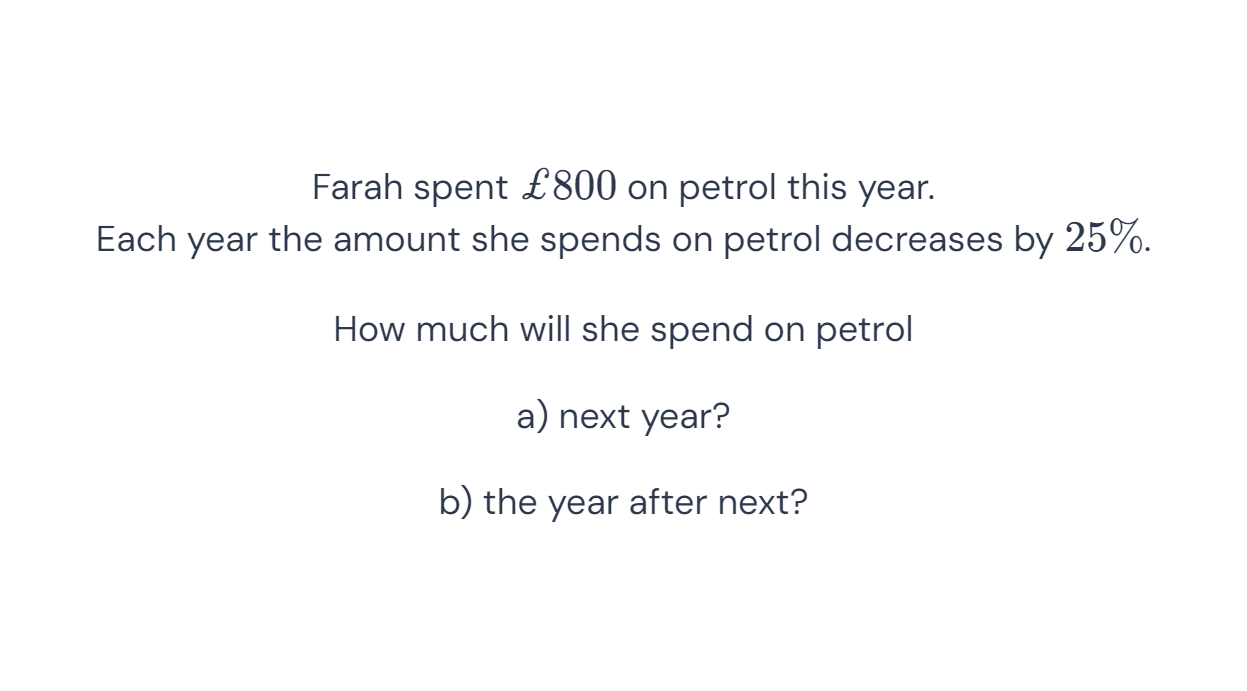 Farah spent £800 on petrol this year.
Each year the amount she spends on petrol decreases by 25%.
How much will she spend on petrol
a) next year?
b) the year after next?